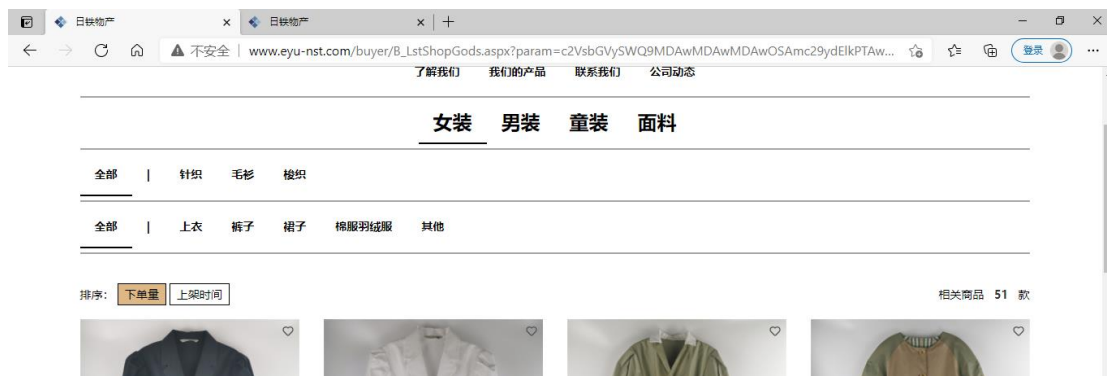 日铁物产 日铁物产
不安全 www.eyu-nst.com/buyer/B_LstShopGods.aspx?param=c2VsbGVySWQ9MDAwMDAwMDAwOSAmc29ydElkPTAw... 登录
了解我们 我们的产品 联系我们 公司动态
女装 男装 童装 面料
全部 | 针织 毛衫 梭织
全部 | 上衣 裤子 裙子 棉服羽绒服 其他
排序: 下单量 上架时间 相关商品 51 款